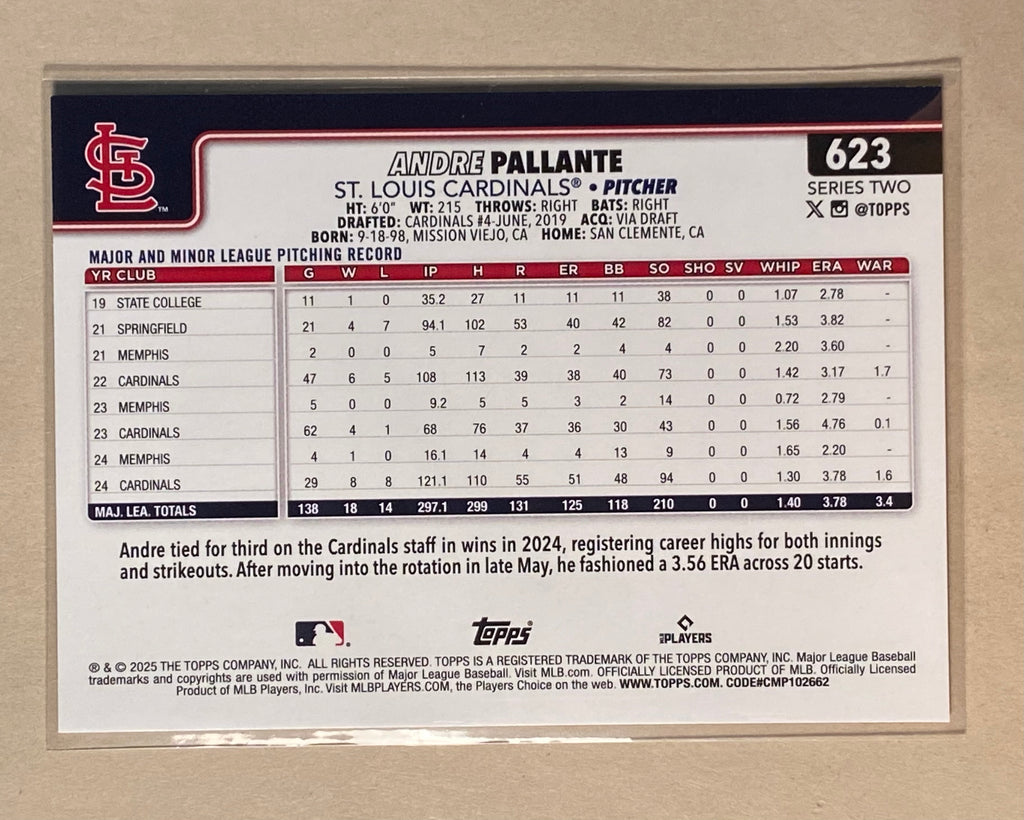 STL ™
623
ANDRE PALLANTE
SERIES TWO
ST. LOUIS CARDINALS® • PITCHER
X @TOPPS
HT: 6'0" WT: 215 THROWS: RIGHT BATS: RIGHT
DRAFTED: CARDINALS #4-JUNE, 2019 ACQ: VIA DRAFT
BORN: 9-18-98, MISSION VIEJO, CA HOME: SAN CLEMENTE, CA
MAJOR AND MINOR LEAGUE PITCHING RECORD
YR CLUB G W L IP H R ER BB SO SHO SV WHIP ERA WAR
19 STATE COLLEGE 11 1 0 35.2 27 11 11 11 38 0 0 1.07 2.78 -
21 SPRINGFIELD 21 4 7 94.1 102 53 40 42 82 0 0 1.53 3.82 -
21 MEMPHIS 2 0 0 5 7 2 2 4 4 0 0 2.20 3.60 -
22 CARDINALS 47 6 5 108 113 39 38 40 73 0 0 1.42 3.17 1.7
23 MEMPHIS 5 0 0 9.2 5 5 3 2 14 0 0 0.72 2.79 -
23 CARDINALS 62 4 1 68 76 37 36 30 43 0 0 1.56 4.76 0.1
24 MEMPHIS 4 1 0 16.1 14 4 4 13 9 0 0 1.65 2.20 -
24 CARDINALS 29 8 8 121.1 110 55 51 48 94 0 0 1.30 3.78 1.6
MAJ. LEA. TOTALS 138 18 14 297.1 299 131 125 118 210 0 0 1.40 3.78 3.4
Andre tied for third on the Cardinals staff in wins in 2024, registering career highs for both innings
and strikeouts. After moving into the rotation in late May, he fashioned a 3.56 ERA across 20 starts.
Topps
MLB PLAYERS
® & © 2025 THE TOPPS COMPANY, INC. ALL RIGHTS RESERVED. TOPPS IS A REGISTERED TRADEMARK OF THE TOPPS COMPANY, INC. Major League Baseball
trademarks and copyrights are used with permission of Major League Baseball. Visit MLB.com. OFFICIALLY LICENSED PRODUCT OF MLB. Officially Licensed
Product of MLB Players, Inc. Visit MLBPLAYERS.COM, the Players Choice on the web. WWW.TOPPS.COM. CODE#CMP102662